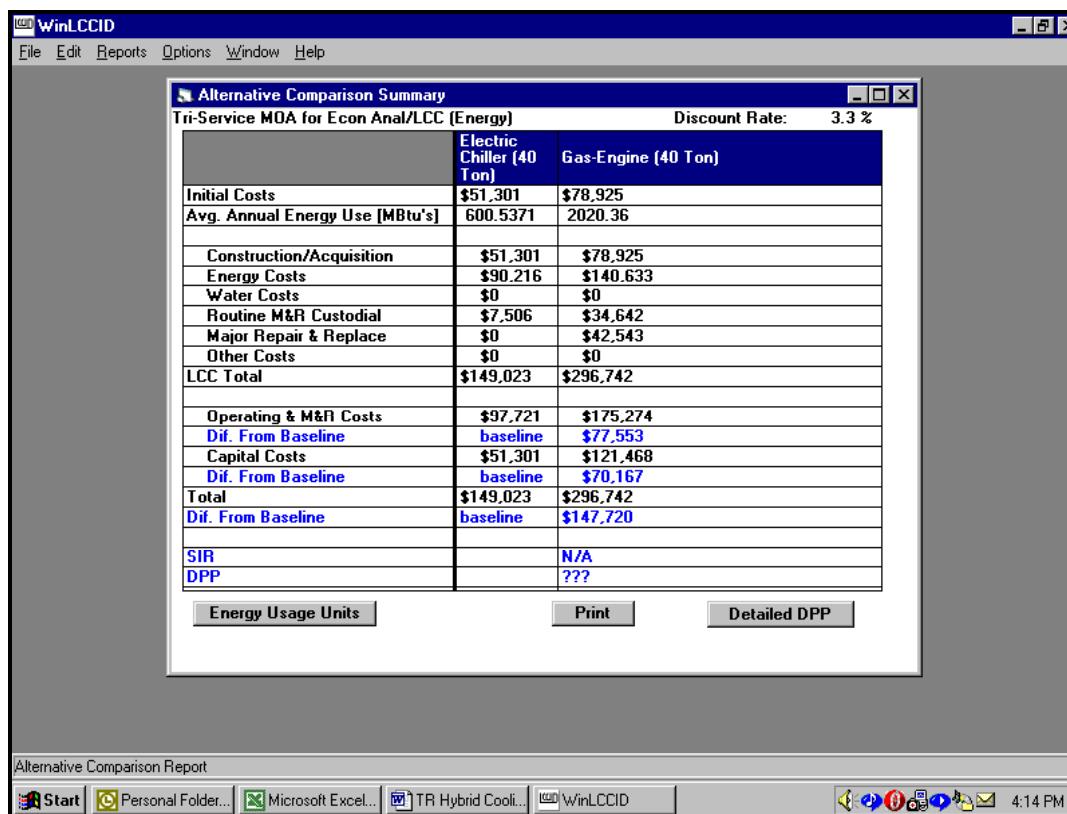 WinLCCID
File Edit Reports Options Window Help
Alternative Comparison Summary
Tri-Service MOA for Econ Anal/LCC (Energy) Discount Rate: 3.3 %
Electric Chiller (40 Ton) Gas-Engine (40 Ton)
Initial Costs $51,301 $78,925
Avg. Annual Energy Use [MBtu's] 600.5371 2020.36
Construction/Acquisition $51,301 $78,925
Energy Costs $90,216 $140,633
Water Costs $0 $0
Routine M&R Custodial $7,506 $34,642
Major Repair & Replace $0 $42,543
Other Costs $0 $0
LCC Total $149,023 $296,742
Operating & M&R Costs $97,721 $175,274
Dif. From Baseline baseline $77,553
Capital Costs $51,301 $121,468
Dif. From Baseline baseline $70,167
Total $149,023 $296,742
Dif. From Baseline baseline $147,720
SIR N/A
DPP ???
Energy Usage Units Print Detailed DPP
Alternative Comparison Report
Start Personal Folder... Microsoft Excel... TR Hybrid Cooli... WinLCCID 4:14 PM